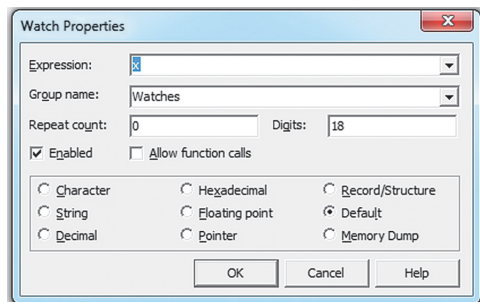 Watch Properties
Expression: x
Group name: Watches
Repeat count: 0 Digits: 18
Enabled Allow function calls
Character Hexadecimal Record/Structure
String Floating point Default
Decimal Pointer Memory Dump
OK Cancel Help